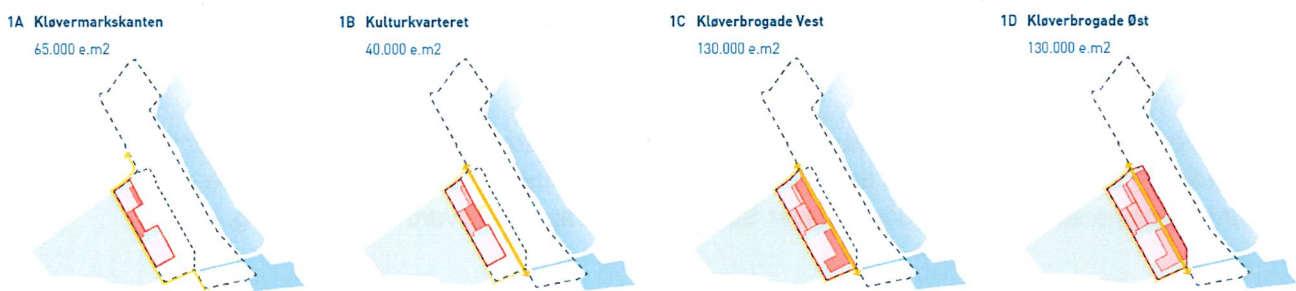 1A Kløvermarkskanten
65.000 e.m2
1B Kulturkvarteret
40.000 e.m2
1C Kløverbrogade Vest
130.000 e.m2
1D Kløverbrogade Øst
130.000 e.m2